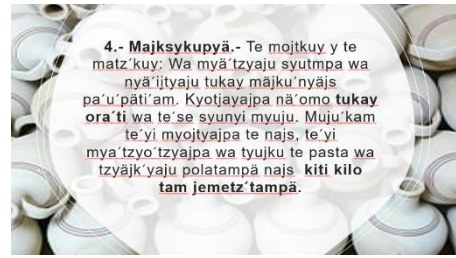 4.- Majksykupyä.- Te mojtkuy y te
matz´kuy: Wa myä´tzyaju syutmpa wa
nyä´ijtyaju tukay mäjku´nyäjs
pa´u´päti´am. Kyotjayajpa nä´omo tukay
ora´ti wa te´se syunyi myuju. Muju´kam
te´yi myojtyajpa te najs, te´yi
mya´tzyo´tzyajpa wa tyujku te pasta wa
tzyäjk´yaju polatampä najs kiti kilo
tam jemetz´tampä.